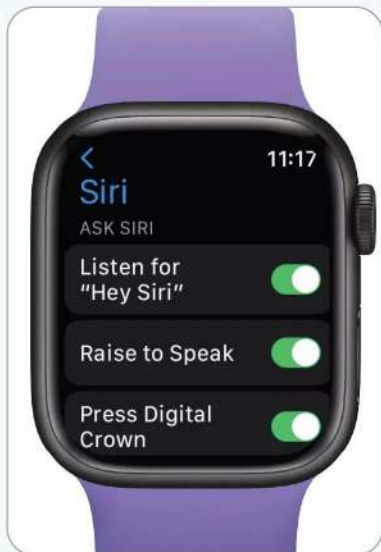 11:17
Siri
ASK SIRI
Listen for
“Hey Siri”
Raise to Speak
Press Digital
Crown